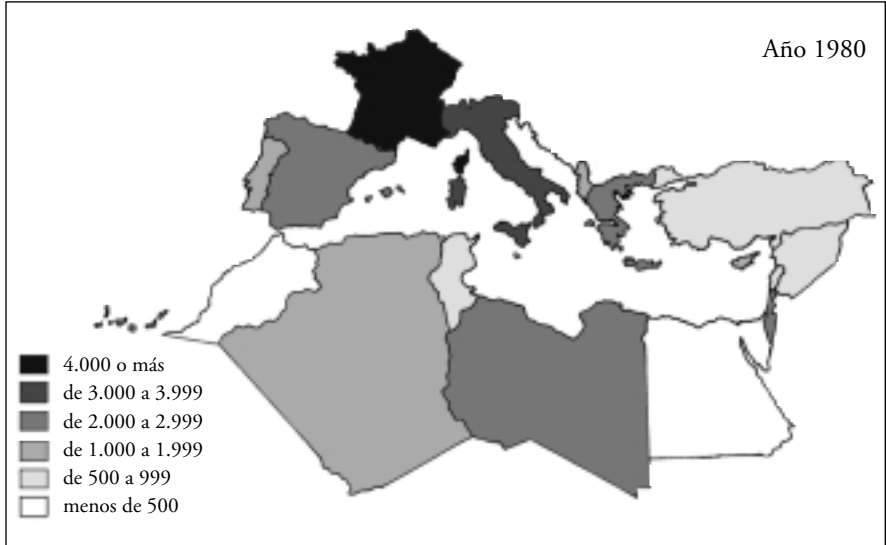 Año 1980
4.000 o más
de 3.000 a 3.999
de 2.000 a 2.999
de 1.000 a 1.999
de 500 a 999
menos de 500